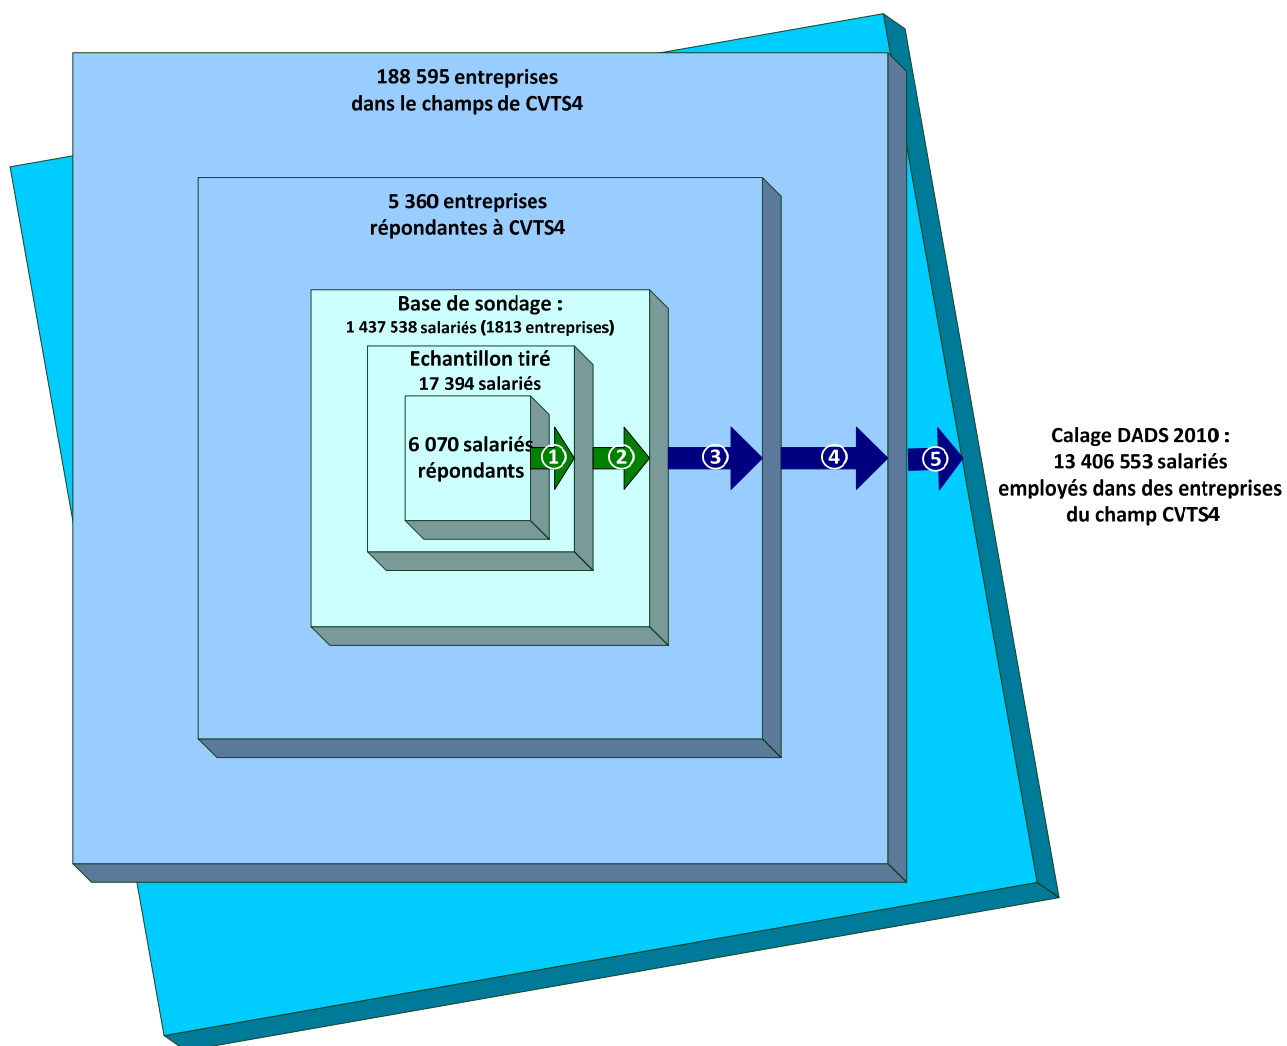 188 595 entreprises
dans le champs de CVTS4
5 360 entreprises
répondantes à CVTS4
Base de sondage :
1 437 538 salariés (1813 entreprises)
Echantillon tiré
17 394 salariés
6 070 salariés
répondants
1
2
3
4
5
Calage DADS 2010 :
13 406 553 salariés
employés dans des entreprises
du champ CVTS4